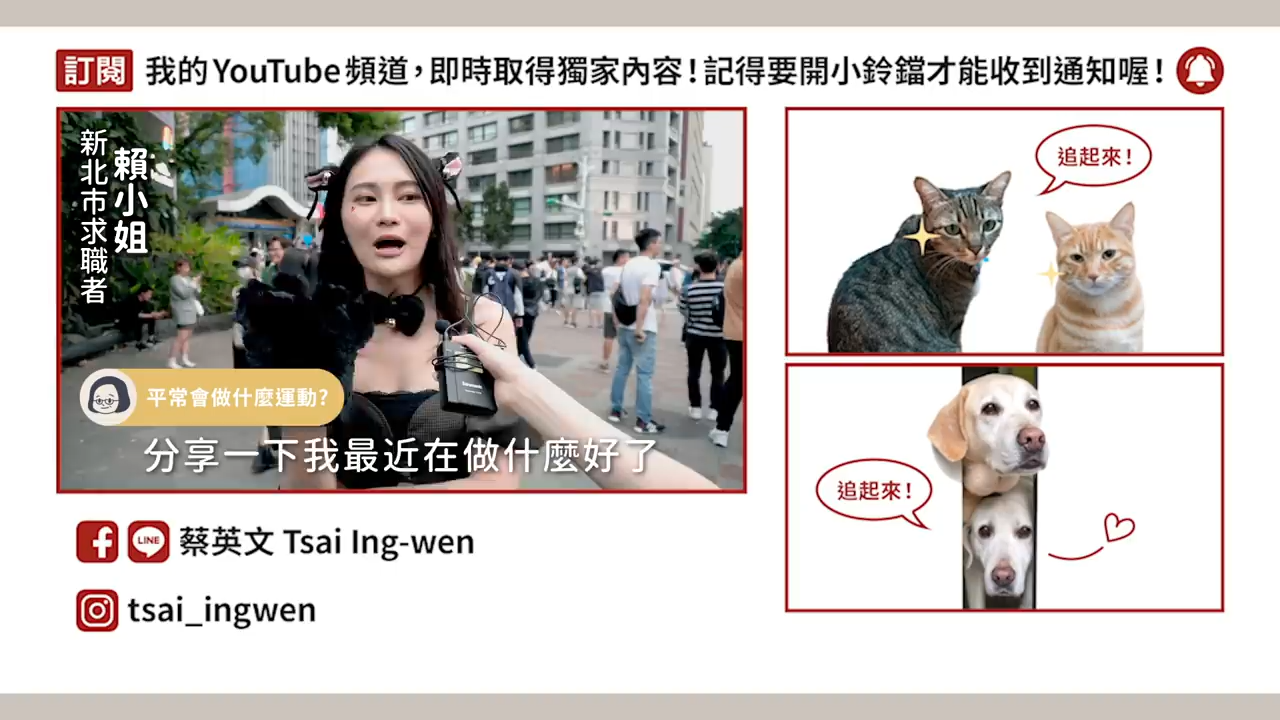 訂閱 我的YouTube頻道，即時取得獨家內容！記得要開小鈴鐺才能收到通知喔！
賴小姐
新北市求職者
平常會做什麼運動?
分享一下我最近在做什麼好了
追起來！
追起來！
LINE 蔡英文 Tsai Ing-wen
tsai_ingwen